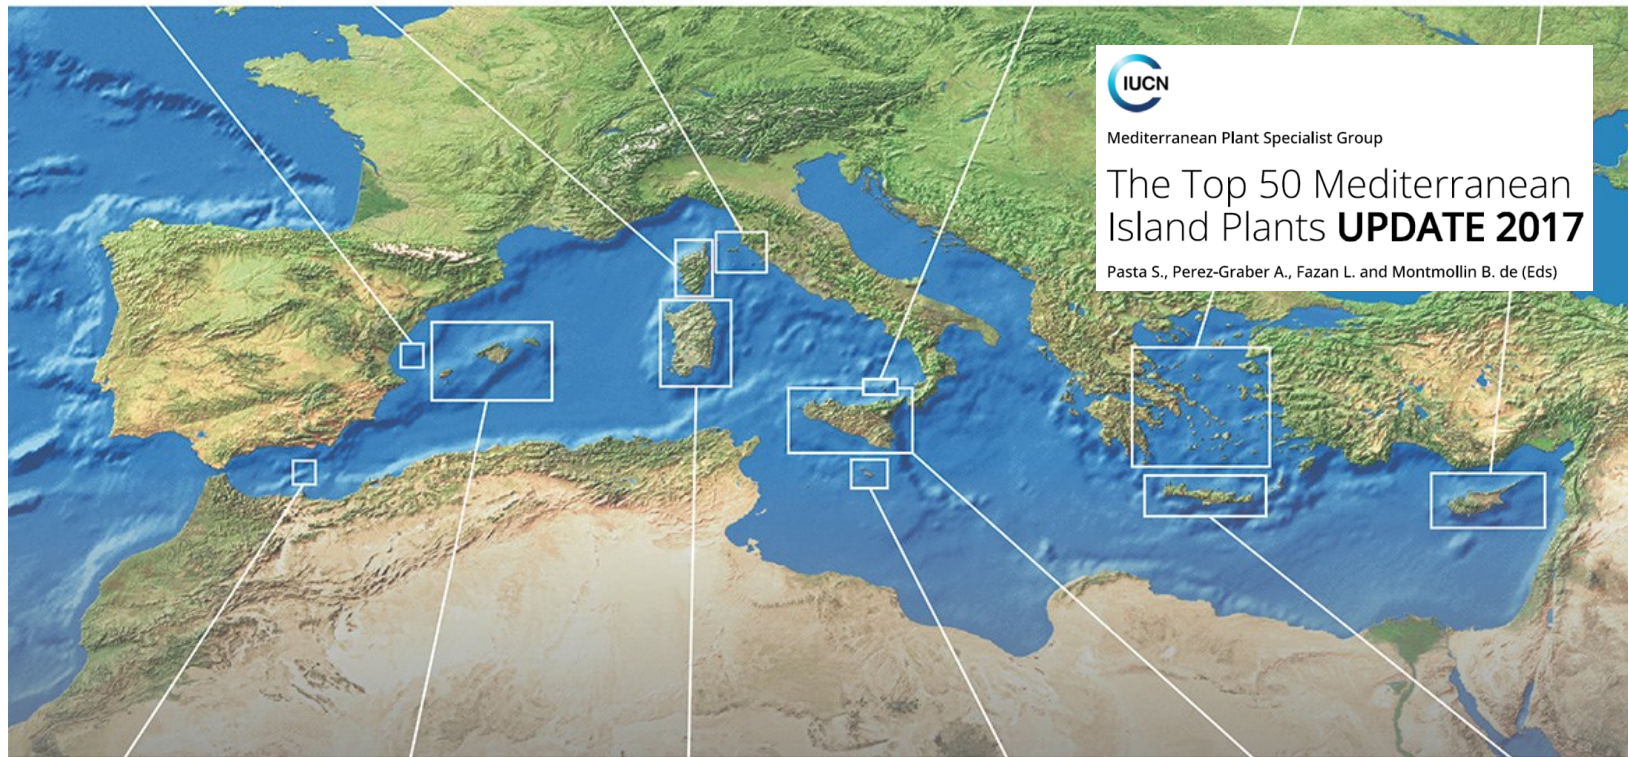 IUCN
Mediterranean Plant Specialist Group
The Top 50 Mediterranean
Island Plants UPDATE 2017
Pasta S., Perez-Graber A., Fazan L. and Montmollin B. de (Eds)